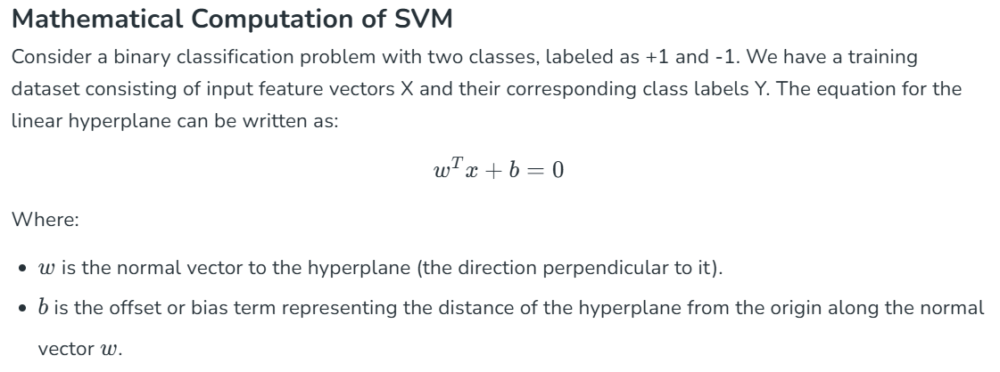 Mathematical Computation of SVM
Consider a binary classification problem with two classes, labeled as +1 and -1. We have a training
dataset consisting of input feature vectors X and their corresponding class labels Y. The equation for the
linear hyperplane can be written as:
$w^T x + b = 0$
Where:
• $w$ is the normal vector to the hyperplane (the direction perpendicular to it).
• $b$ is the offset or bias term representing the distance of the hyperplane from the origin along the normal
vector $w$.